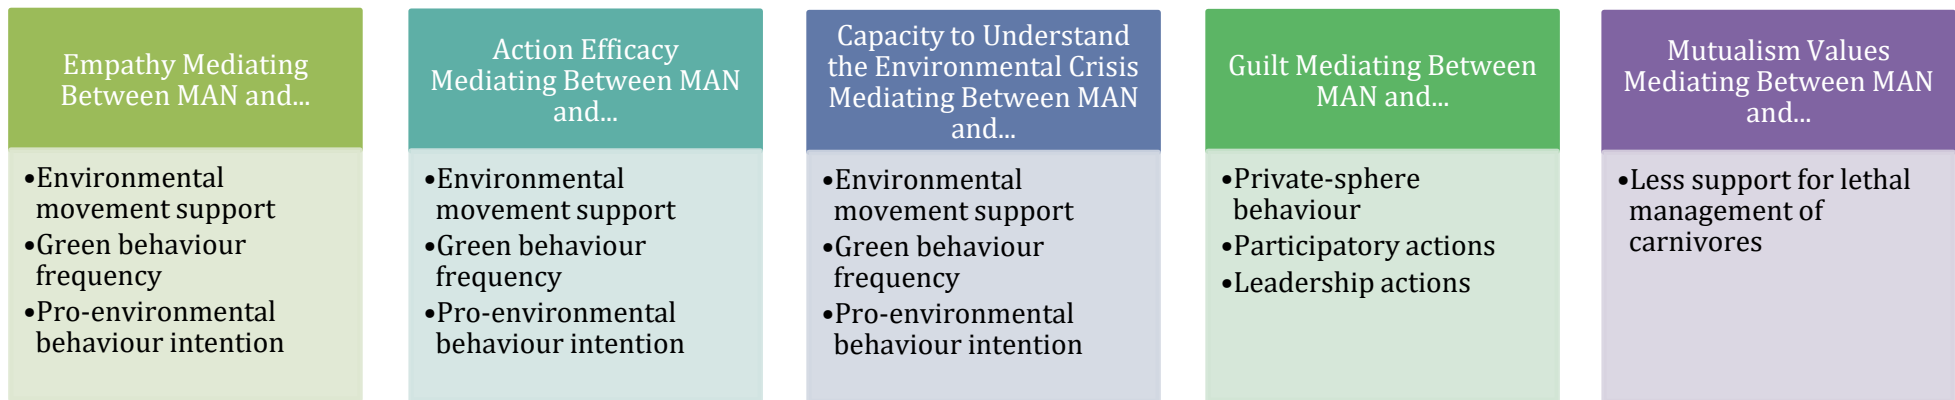 Empathy Mediating
Between MAN and...
•Environmental
movement support
•Green behaviour
frequency
•Pro-environmental
behaviour intention
Action Efficacy
Mediating Between MAN
and...
•Environmental
movement support
•Green behaviour
frequency
•Pro-environmental
behaviour intention
Capacity to Understand
the Environmental Crisis
Mediating Between MAN
and...
•Environmental
movement support
•Green behaviour
frequency
•Pro-environmental
behaviour intention
Guilt Mediating Between
MAN and...
•Private-sphere
behaviour
•Participatory actions
•Leadership actions
Mutualism Values
Mediating Between MAN
and...
•Less support for lethal
management of
carnivores